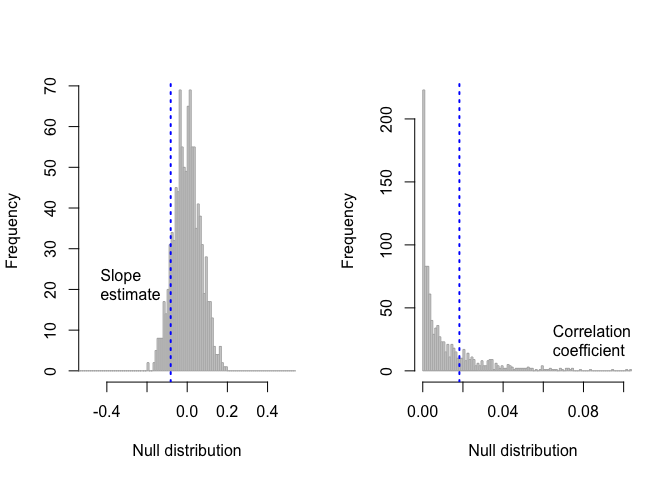 70
60
50
40
30
20
10
0
Frequency
Slope
estimate
-0.4
0.0
0.2
0.4
Null distribution
200
150
100
50
0
Frequency
Correlation
coefficient
0.00
0.04
0.08
Null distribution